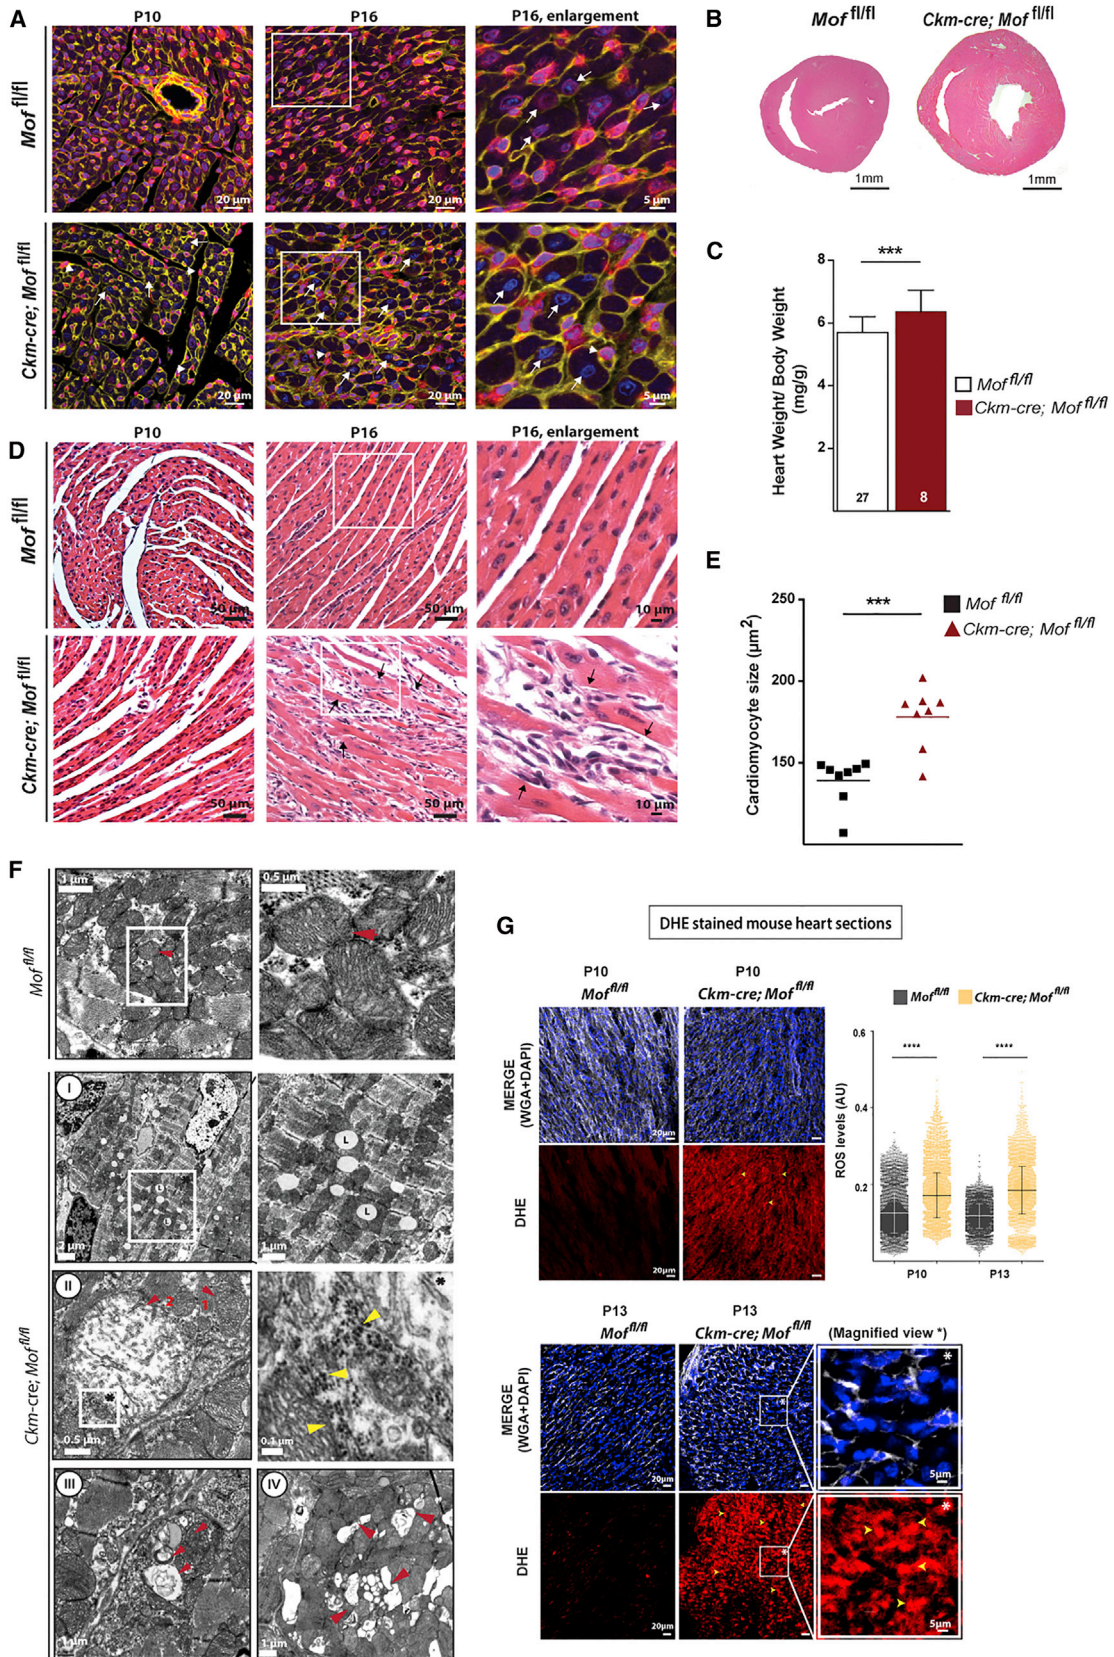 A
P10
P16
P16, enlargement
Mof fl/fl
20 µm
20 µm
5 µm
Ckm-cre; Mof fl/fl
20 µm
20 µm
5 µm
B
Mof fl/fl
Ckm-cre; Mof fl/fl
1mm
1mm
C
***
8
6
4
2
Heart Weight/ Body Weight
(mg/g)
27
8
Mof fl/fl
Ckm-cre; Mof fl/fl
D
P10
P16
P16, enlargement
Mof fl/fl
50 µm
50 µm
10 µm
Ckm-cre; Mof fl/fl
50 µm
50 µm
10 µm
E
***
250
200
150
Cardiomyocyte size (µm²)
Mof fl/fl
Ckm-cre; Mof fl/fl
F
Mof fl/fl
1 µm
0.5 µm
*
Ckm-cre; Mof fl/fl
I
L
L
2 µm
L
L
1 µm
*
II
2
1
*
0.5 µm
*
0.1 µm
III
1 µm
IV
1 µm
G
DHE stained mouse heart sections
P10
Mof fl/fl
P10
Ckm-cre; Mof fl/fl
MERGE
(WGA+DAPI)
20µm
DHE
20µm
Mof fl/fl
Ckm-cre; Mof fl/fl
0.6
0.4
0.2
ROS levels (AU)
****
****
P10
P13
P13
Mof fl/fl
P13
Ckm-cre; Mof fl/fl
(Magnified view *)
MERGE
(WGA+DAPI)
20µm
*
*
5µm
DHE
20µm
*
*
5µm